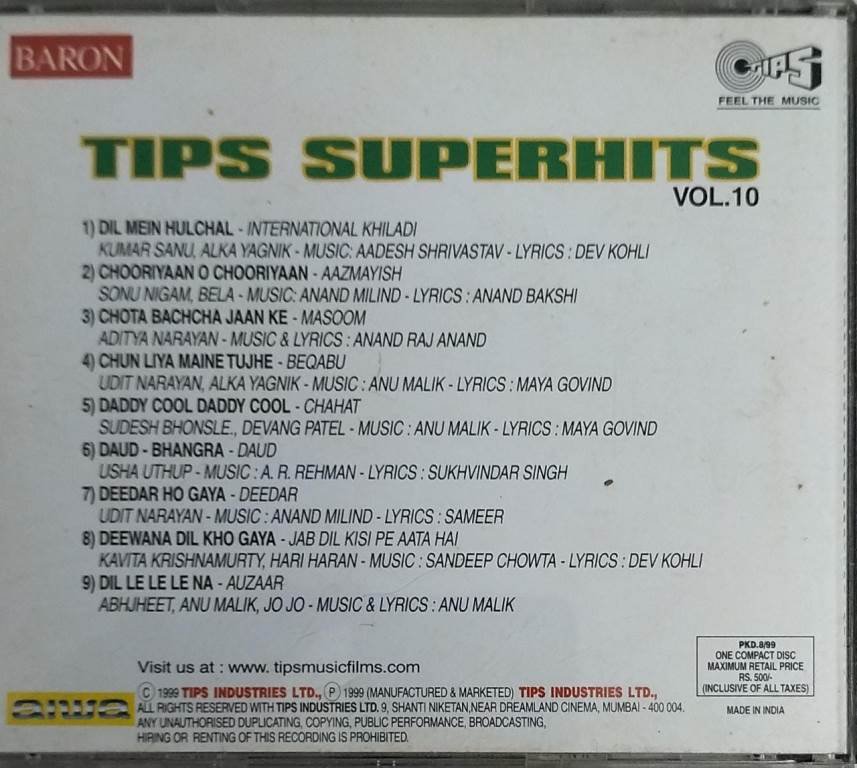 BARON
TIPS
FEEL THE MUSIC
TIPS SUPERHITS
VOL.10
1) DIL MEIN HULCHAL - INTERNATIONAL KHILADI
KUMAR SANU, ALKA YAGNIK - MUSIC: AADESH SHRIVASTAV - LYRICS : DEV KOHLI
2) CHOORIYAAN O CHOORIYAAN - AAZMAYISH
SONU NIGAM, BELA - MUSIC: ANAND MILIND - LYRICS : ANAND BAKSHI
3) CHOTA BACHCHA JAAN KE - MASOOM
ADITYA NARAYAN - MUSIC & LYRICS : ANAND RAJ ANAND
4) CHUN LIYA MAINE TUJHE - BEQABU
UDIT NARAYAN, ALKA YAGNIK - MUSIC : ANU MALIK - LYRICS : MAYA GOVIND
5) DADDY COOL DADDY COOL - CHAHAT
SUDESH BHONSLE., DEVANG PATEL - MUSIC : ANU MALIK - LYRICS : MAYA GOVIND
6) DAUD - BHANGRA - DAUD
USHA UTHUP - MUSIC : A. R. REHMAN - LYRICS : SUKHVINDAR SINGH
7) DEEDAR HO GAYA - DEEDAR
UDIT NARAYAN - MUSIC : ANAND MILIND - LYRICS : SAMEER
8) DEEWANA DIL KHO GAYA - JAB DIL KISI PE AATA HAI
KAVITA KRISHNAMURTY, HARI HARAN - MUSIC : SANDEEP CHOWTA - LYRICS : DEV KOHLI
9) DIL LE LE LE NA - AUZAAR
ABHJHEET, ANU MALIK, JO JO - MUSIC & LYRICS : ANU MALIK
PKD.8/99
ONE COMPACT DISC
MAXIMUM RETAIL PRICE
RS. 500/-
(INCLUSIVE OF ALL TAXES)
MADE IN INDIA
Visit us at : www. tipsmusicfilms.com
aiwa
Ⓒ 1999 TIPS INDUSTRIES LTD., Ⓟ 1999 (MANUFACTURED & MARKETED) TIPS INDUSTRIES LTD.,
ALL RIGHTS RESERVED WITH TIPS INDUSTRIES LTD. 9, SHANTI NIKETAN,NEAR DREAMLAND CINEMA, MUMBAI - 400 004.
ANY UNAUTHORISED DUPLICATING, COPYING, PUBLIC PERFORMANCE, BROADCASTING,
HIRING OR RENTING OF THIS RECORDING IS PROHIBITED.